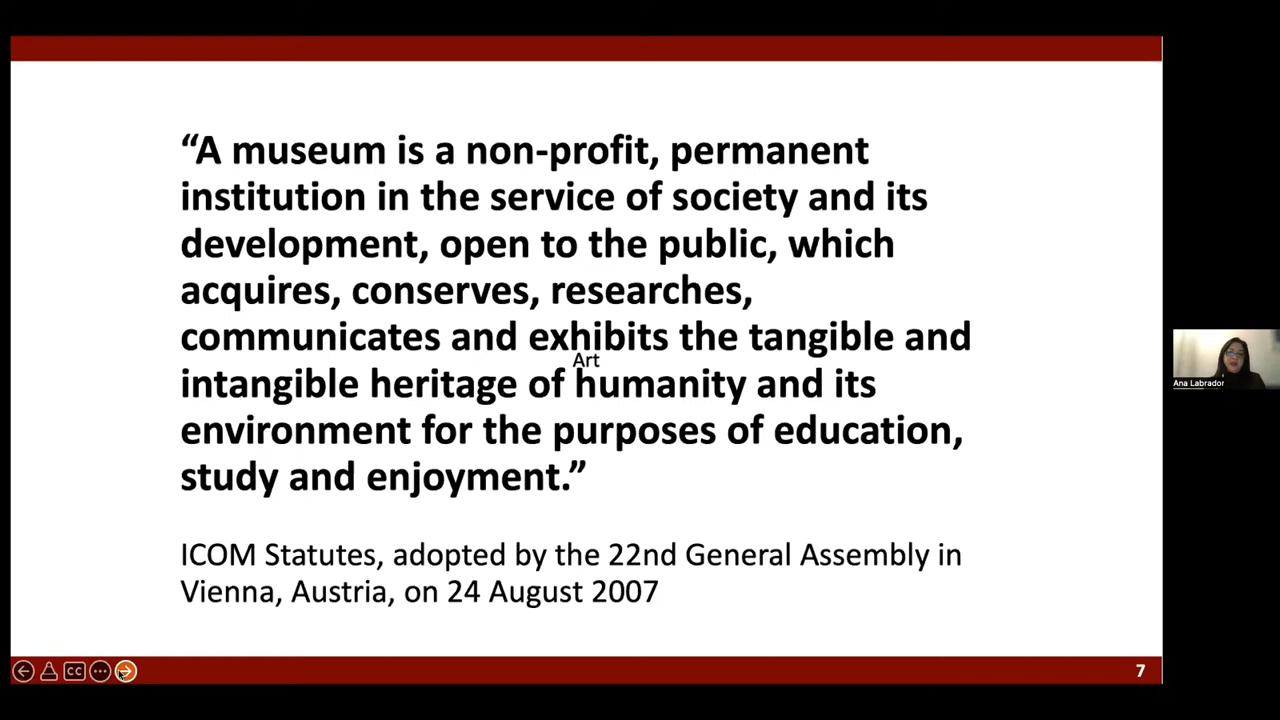 “A museum is a non-profit, permanent
institution in the service of society and its
development, open to the public, which
acquires, conserves, researches,
communicates and exhibits the tangible and
Art
intangible heritage of humanity and its
environment for the purposes of education,
study and enjoyment.”
ICOM Statutes, adopted by the 22nd General Assembly in
Vienna, Austria, on 24 August 2007
CC
7
Ana Labrador